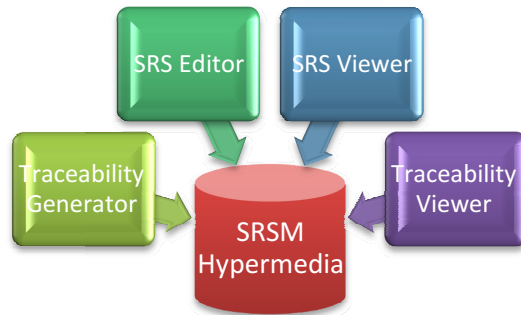 SRS Editor
SRS Viewer
Traceability
Generator
Traceability
Viewer
SRSM
Hypermedia